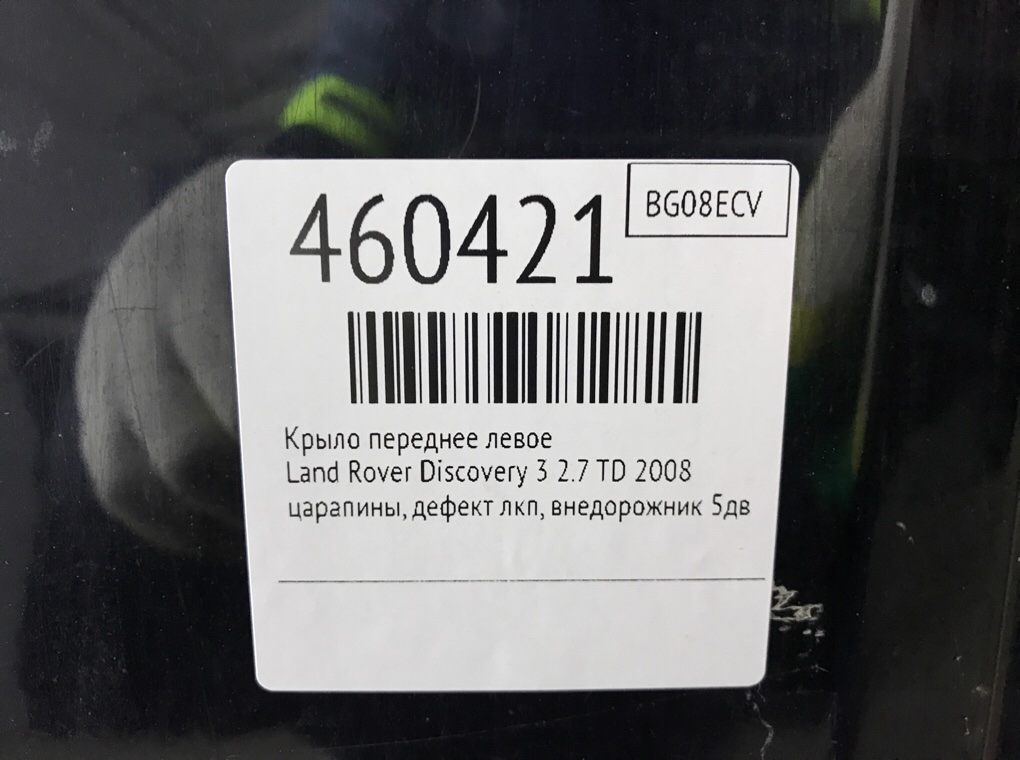 460421
BG08ECV
Крыло переднее левое
Land Rover Discovery 3 2.7 TD 2008
царапины, дефект лкп, внедорожник 5дв